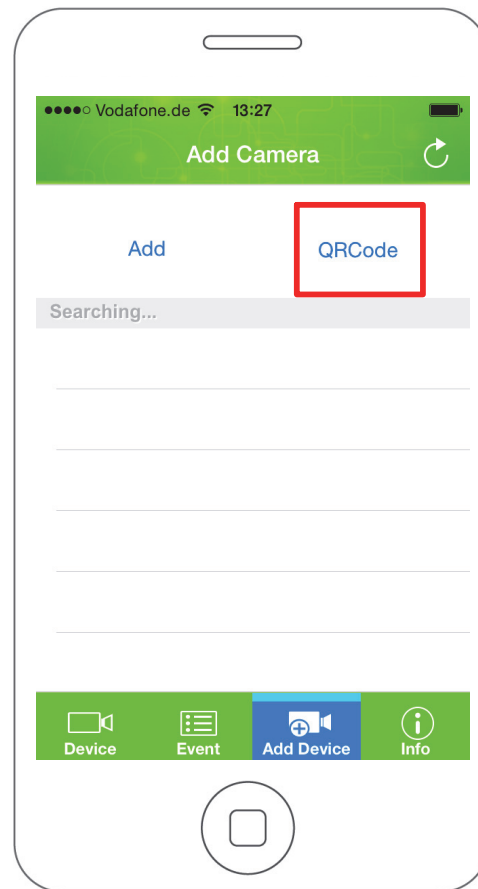 Vodafone.de 13:27
Add Camera
Add QRCode
Searching...
Device Event Add Device Info